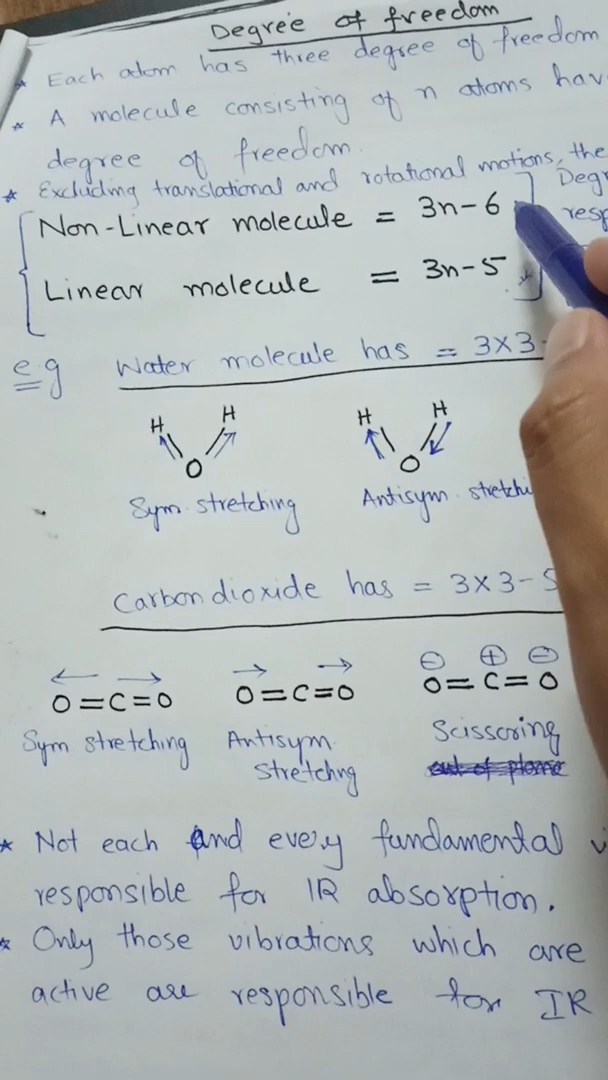 Degree of freedom
* Each atom has three degree of freedom
* A molecule consisting of n atoms hav
degree of freedom.
* Excluding translational and rotational motions, the
Non-Linear molecule = 3n-6
Degr
resp
Linear molecule = 3n-5
e.g Water molecule has = 3×3-
H H H H
O O
Sym. stretching Antisym. stretchi
Carbondioxide has = 3×3-5
⊖ ⊕ ⊖
O=C=O O=C=O O=C=O
Sym stretching Antisym. Stretchng Scissoring
* Not each and every fundamental v
responsible for IR absorption.
* Only those vibrations which are
active are responsible for IR